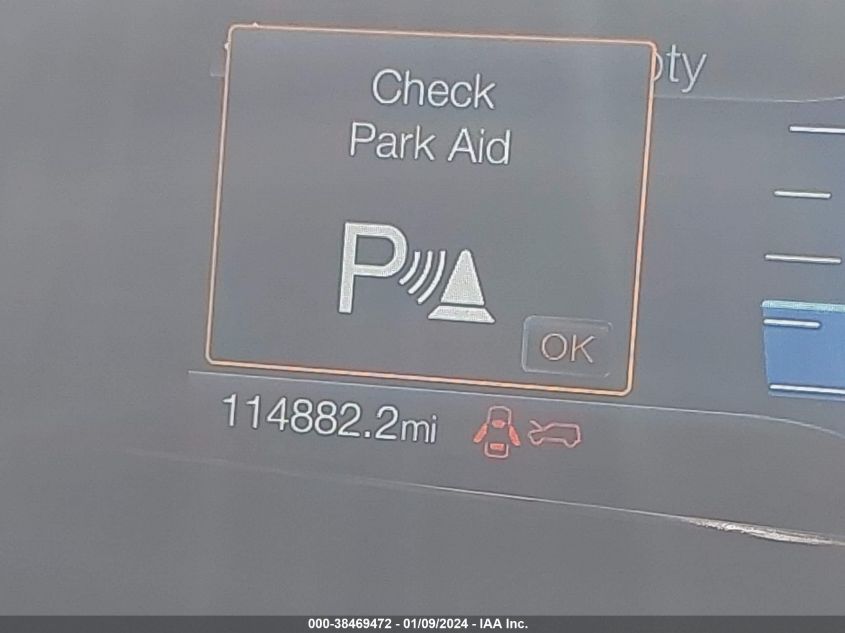 Check
Park Aid
P
OK
114882.2mi
000-38469472 - 01/09/2024 - IAA Inc.